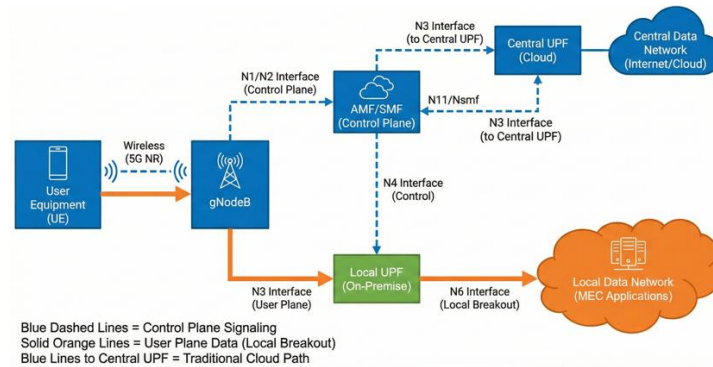 N3 Interface
(to Central UPF)
Central UPF
(Cloud)
Central Data
Network
(Internet/Cloud)
N1/N2 Interface
(Control Plane)
AMF/SMF
(Control Plane)
N11/Nsmf
N3 Interface
(to Central UPF)
Wireless
(5G NR)
User
Equipment
(UE)
gNodeB
N4 Interface
(Control)
N3 Interface
(User Plane)
Local UPF
(On-Premise)
N6 Interface
(Local Breakout)
Local Data Network
(MEC Applications)
Blue Dashed Lines = Control Plane Signaling
Solid Orange Lines = User Plane Data (Local Breakout)
Blue Lines to Central UPF = Traditional Cloud Path